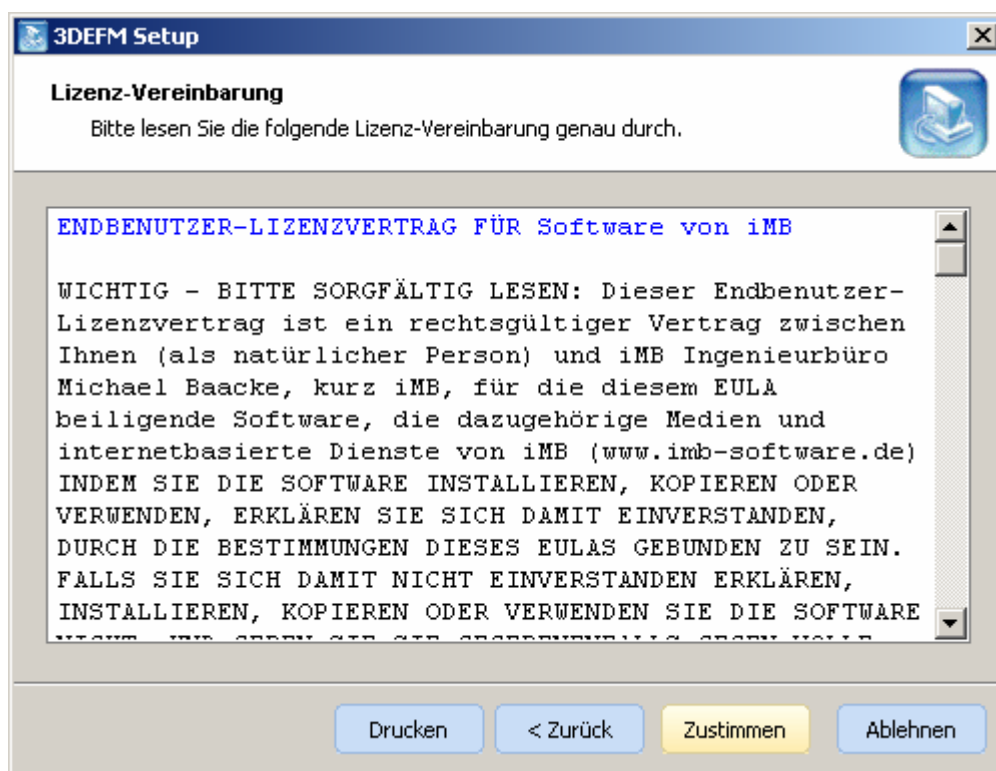 3DEFM Setup
Lizenz-Vereinbarung
Bitte lesen Sie die folgende Lizenz-Vereinbarung genau durch.
ENDBENUTZER-LIZENZVERTRAG FÜR Software von iMB
WICHTIG - BITTE SORGFÄLTIG LESEN: Dieser Endbenutzer-
Lizenzvertrag ist ein rechtsgültiger Vertrag zwischen
Ihnen (als natürlicher Person) und iMB Ingenieurbüro
Michael Baacke, kurz iMB, für die diesem EULA
beiligende Software, die dazugehörige Medien und
internetbasierte Dienste von iMB (www.imb-software.de)
INDEM SIE DIE SOFTWARE INSTALLIEREN, KOPIEREN ODER
VERWENDEN, ERKLÄREN SIE SICH DAMIT EINVERSTANDEN,
DURCH DIE BESTIMMUNGEN DIESES EULAS GEBUNDEN ZU SEIN.
FALLS SIE SICH DAMIT NICHT EINVERSTANDEN ERKLÄREN,
INSTALLIEREN, KOPIEREN ODER VERWENDEN SIE DIE SOFTWARE
Drucken
< Zurück
Zustimmen
Ablehnen